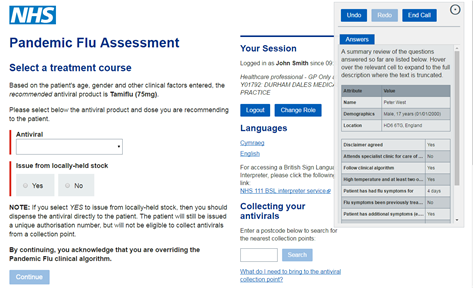 NHS
Pandemic Flu Assessment
Select a treatment course
Based on the patient's age, gender and other clinical factors entered, the
recommended antiviral product is Tamiflu (75mg).
Please select below the antiviral product and dose you are recommending
to the patient.
Antiviral
Issue from locally-held stock
Yes
No
NOTE: If you select YES to issue from locally-held stock, then you should
dispense the antiviral directly to the patient. The patient will still be issued
a unique authorisation number, but will not be eligible to collect antivirals
from a collection point.
By continuing, you acknowledge that you are overriding the
Pandemic Flu clinical algorithm.
Continue
Your Session
Logged in as John Smith since 09:
Healthcare professional - GP Only a
Y01792: DURHAM DALES MEDICA
PRACTICE
Logout
Change Role
Languages
Cymraeg
English
For accessing a British Sign Langua
Interpreter, please click the following
link
NHS 111 BSL interpreter service
Collecting your
antivirals
Enter a postcode below to search for
the nearest collection points:
Search
What do I need to bring to the antiviral
collection point?
Undo
Redo
End Call
Answers
A summary review of the questions
answered so far are listed below. Hover
over the relevant cell to expand to the full
description where the text is truncated.
Attribute Value
Name Peter West
Demographics Male, 17 years (01/01/2000)
Location HD6 , England
Disclaimer agreed Yes
Attends specialist clinic for cares of ... No
Follow clinical algorithm Yes
High temperature and at least two o... Yes
Patient has had flu symptoms for 4 days
Flu symptoms been previously trea... No
Patient has additional symptoms (e... Yes